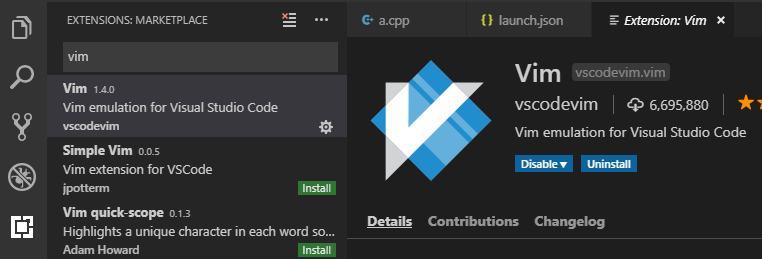 EXTENSIONS: MARKETPLACE
vim
Vim 1.4.0
Vim emulation for Visual Studio Code
vscodevim
Simple Vim 0.0.5
Vim extension for VSCode
jpotterm Install
Vim quick-scope 0.1.3
Highlights a unique character in each word so...
Adam Howard Install
a.cpp launch.json Extension: Vim
Vim vscodevim.vim
vscodevim 6,695,880
Vim emulation for Visual Studio Code
Disable Uninstall
Details Contributions Changelog